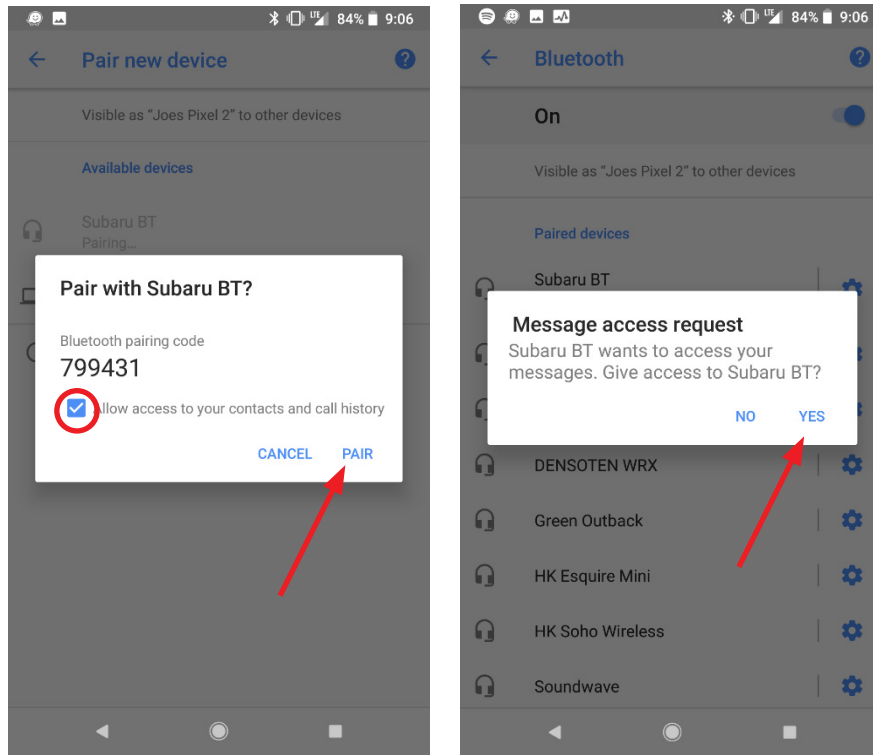 LTE 84% 9:06
Pair new device
Visible as "Joes Pixel 2" to other devices
Available devices
Subaru BT
Pairing...
Pair with Subaru BT?
Bluetooth pairing code
799431
Allow access to your contacts and call history
CANCEL PAIR
LTE 84% 9:06
Bluetooth
On
Visible as "Joes Pixel 2" to other devices
Paired devices
Subaru BT
Message access request
Subaru BT wants to access your
messages. Give access to Subaru BT?
NO YES
DENSOTEN WRX
Green Outback
HK Esquire Mini
HK Soho Wireless
Soundwave